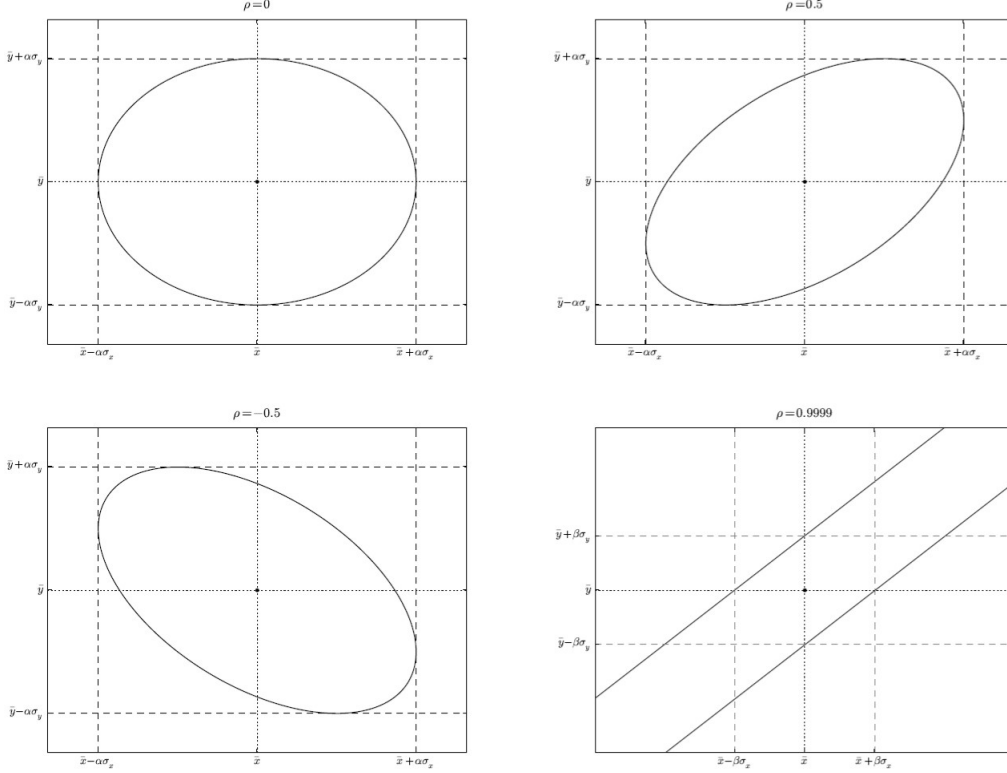 ρ=0
ȳ+ασ_y
ȳ
ȳ−ασ_y
x̄−ασ_x
x̄
x̄+ασ_x
ρ=0.5
ȳ+ασ_y
ȳ
ȳ−ασ_y
x̄−ασ_x
x̄
x̄+ασ_x
ρ=−0.5
ȳ+ασ_y
ȳ
ȳ−ασ_y
x̄−ασ_x
x̄
x̄+ασ_x
ρ=0.9999
ȳ+βσ_y
ȳ
ȳ−βσ_y
x̄−βσ_x
x̄
x̄+βσ_x